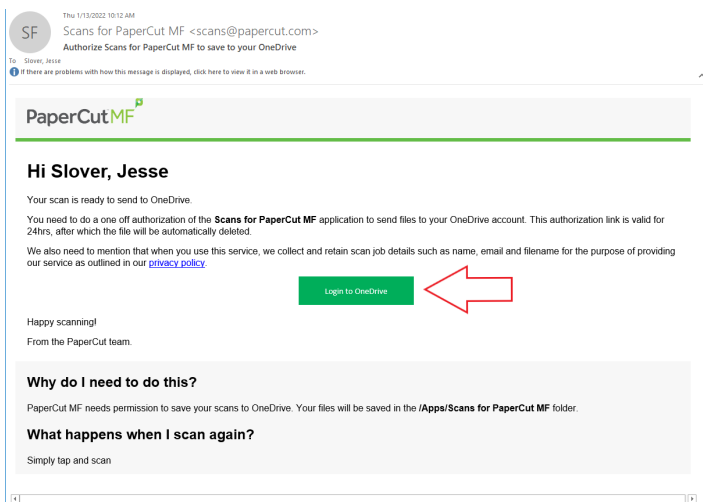 Thu 1/13/2022 10:12 AM
SF
Scans for PaperCut MF <scans@papercut.com>
Authorize Scans for PaperCut MF to save to your OneDrive
To Slover, Jesse
If there are problems with how this message is displayed, click here to view it in a web browser.
PaperCut MF
Hi Slover, Jesse
Your scan is ready to send to OneDrive.
You need to do a one off authorization of the Scans for PaperCut MF application to send files to your OneDrive account. This authorization link is valid for
24hrs, after which the file will be automatically deleted.
We also need to mention that when you use this service, we collect and retain scan job details such as name, email and filename for the purpose of providing
our service as outlined in our privacy policy.
Login to OneDrive
Happy scanning!
From the PaperCut team.
Why do I need to do this?
PaperCut MF needs permission to save your scans to OneDrive. Your files will be saved in the /Apps/Scans for PaperCut MF folder.
What happens when I scan again?
Simply tap and scan